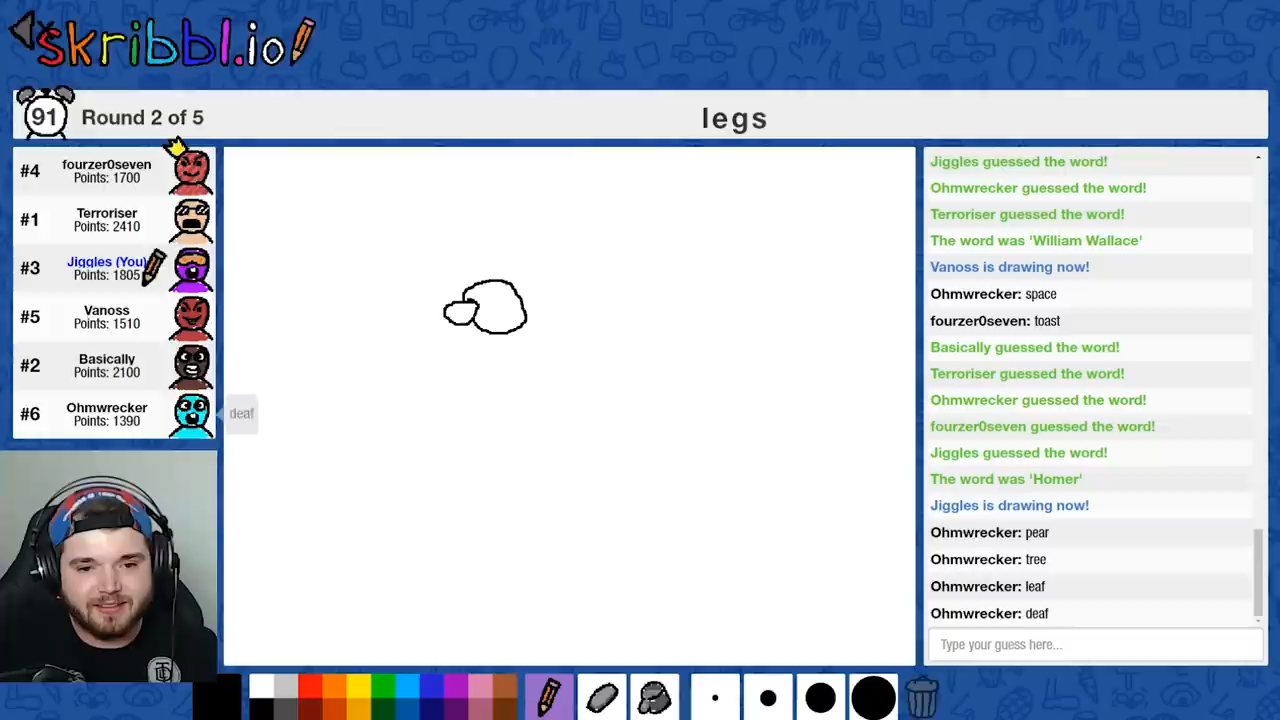 skribbl.io!
91
Round 2 of 5
legs
#4
fourzer0seven
Points: 1700
#1
Terroriser
Points: 2410
#3
Jiggles (You)
Points: 1805
#5
Vanoss
Points: 1510
#2
Basically
Points: 2100
#6
Ohmwrecker
Points: 1390
deaf
Jiggles guessed the word!
Ohmwrecker guessed the word!
Terroriser guessed the word!
The word was 'William Wallace'
Vanoss is drawing now!
Ohmwrecker: space
fourzer0seven: toast
Basically guessed the word!
Terroriser guessed the word!
Ohmwrecker guessed the word!
fourzer0seven guessed the word!
Jiggles guessed the word!
The word was 'Homer'
Jiggles is drawing now!
Ohmwrecker: pear
Ohmwrecker: tree
Ohmwrecker: leaf
Ohmwrecker: deaf
Type your guess here...